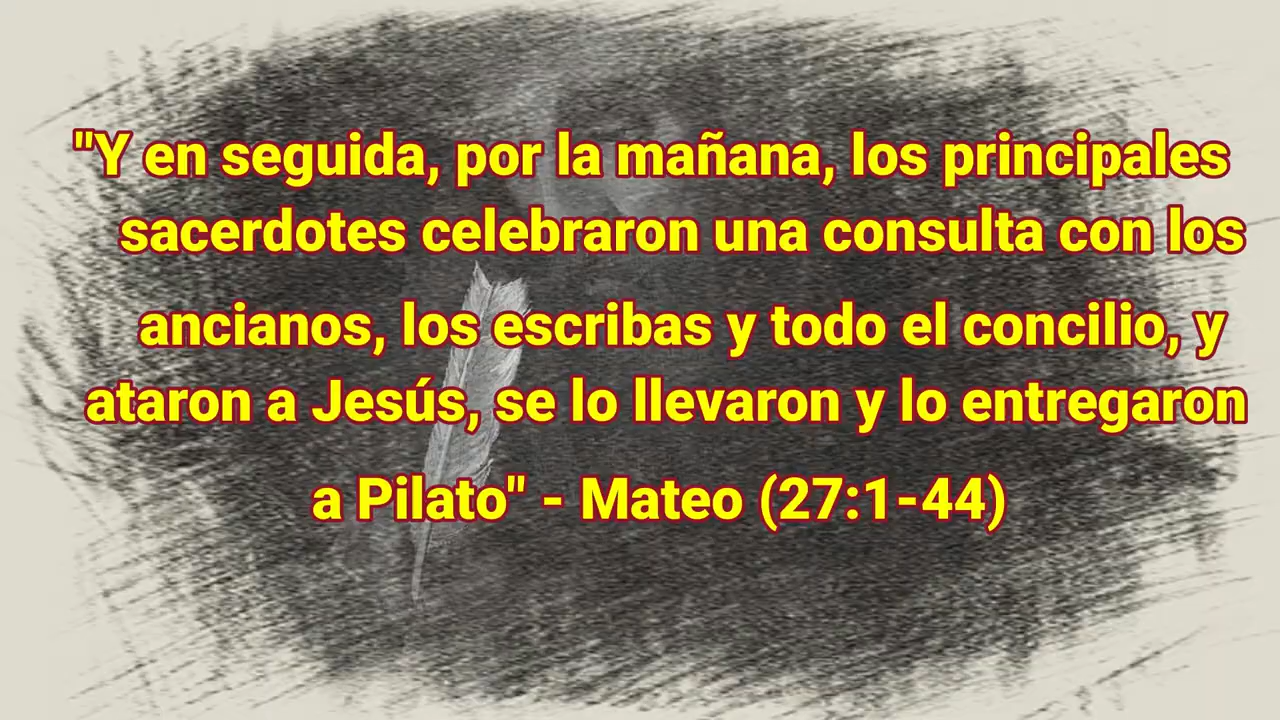 "Y en seguida, por la mañana, los principales
sacerdotes celebraron una consulta con los
ancianos, los escribas y todo el concilio, y
ataron a Jesús, se lo llevaron y lo entregaron
a Pilato" - Mateo (27:1-44)